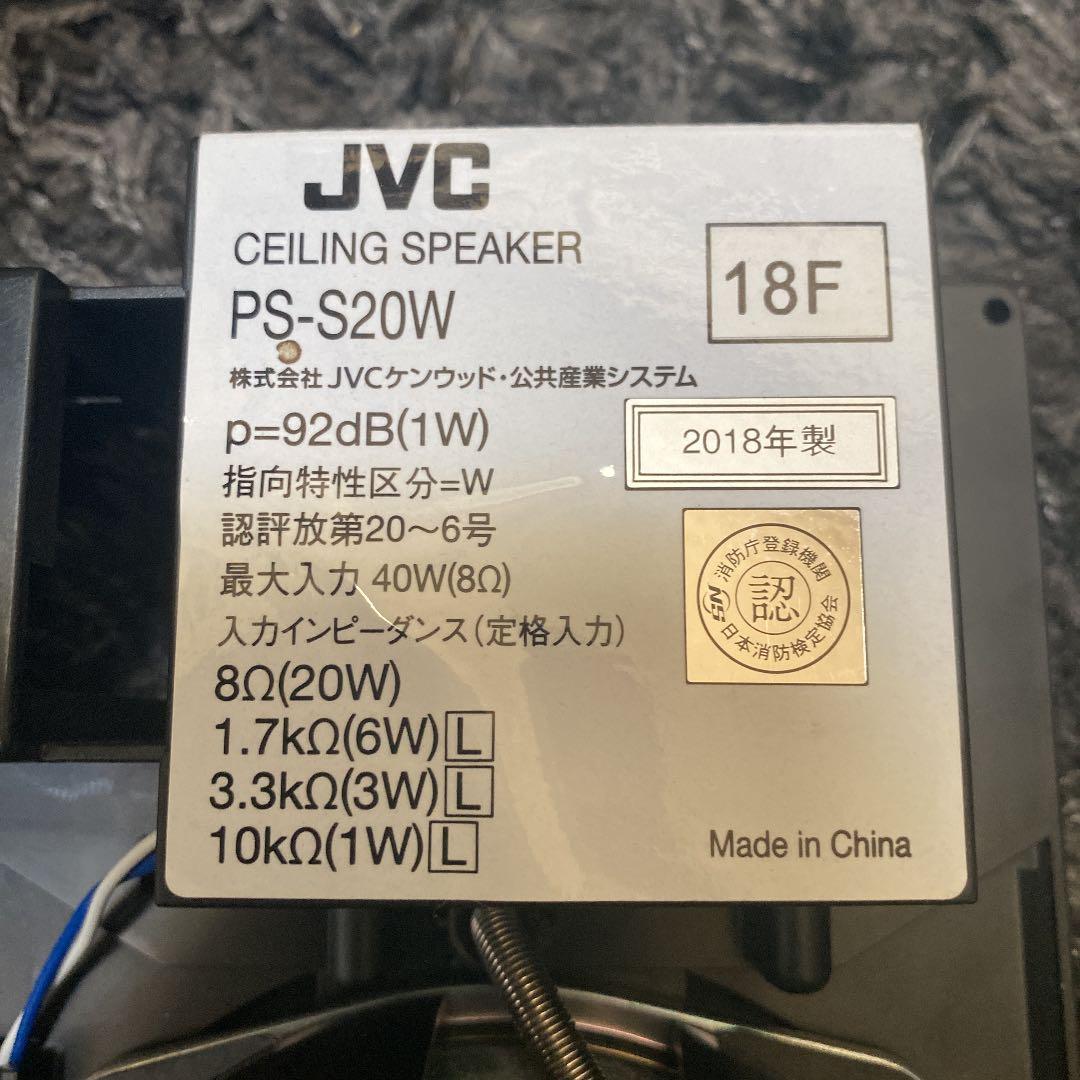 JVC
CEILING SPEAKER
PS-S20W
18F
株式会社 JVCケンウッド・公共産業システム
p=92dB(1W)
2018年製
指向特性区分=W
認評放第20～6号
最大入力 40W(8Ω)
消防庁登録機関
認
SN
日本消防検定協会
入力インピーダンス(定格入力)
8Ω(20W)
1.7kΩ(6W) L
3.3kΩ(3W) L
10kΩ(1W) L
Made in China